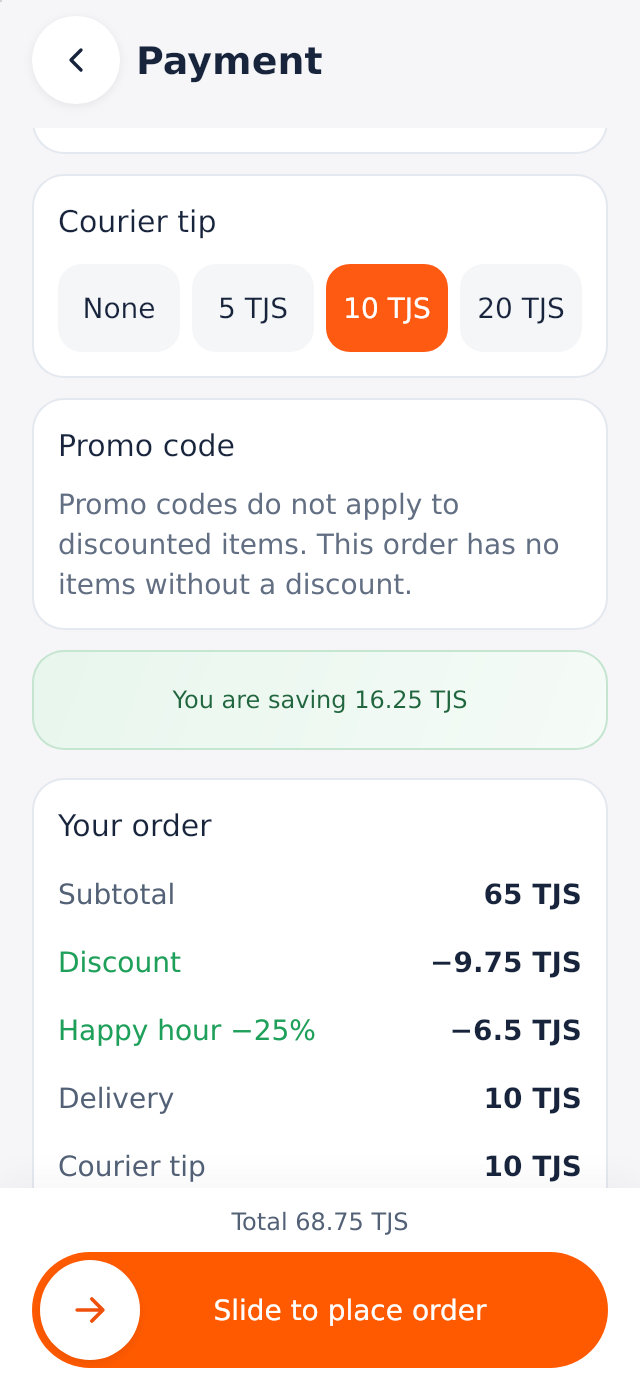 Payment
Courier tip
None 5 TJS 10 TJS 20 TJS
Promo code
Promo codes do not apply to
discounted items. This order has no
items without a discount.
You are saving 16.25 TJS
Your order
Subtotal 65 TJS
Discount −9.75 TJS
Happy hour −25% −6.5 TJS
Delivery 10 TJS
Courier tip 10 TJS
Total 68.75 TJS
Slide to place order